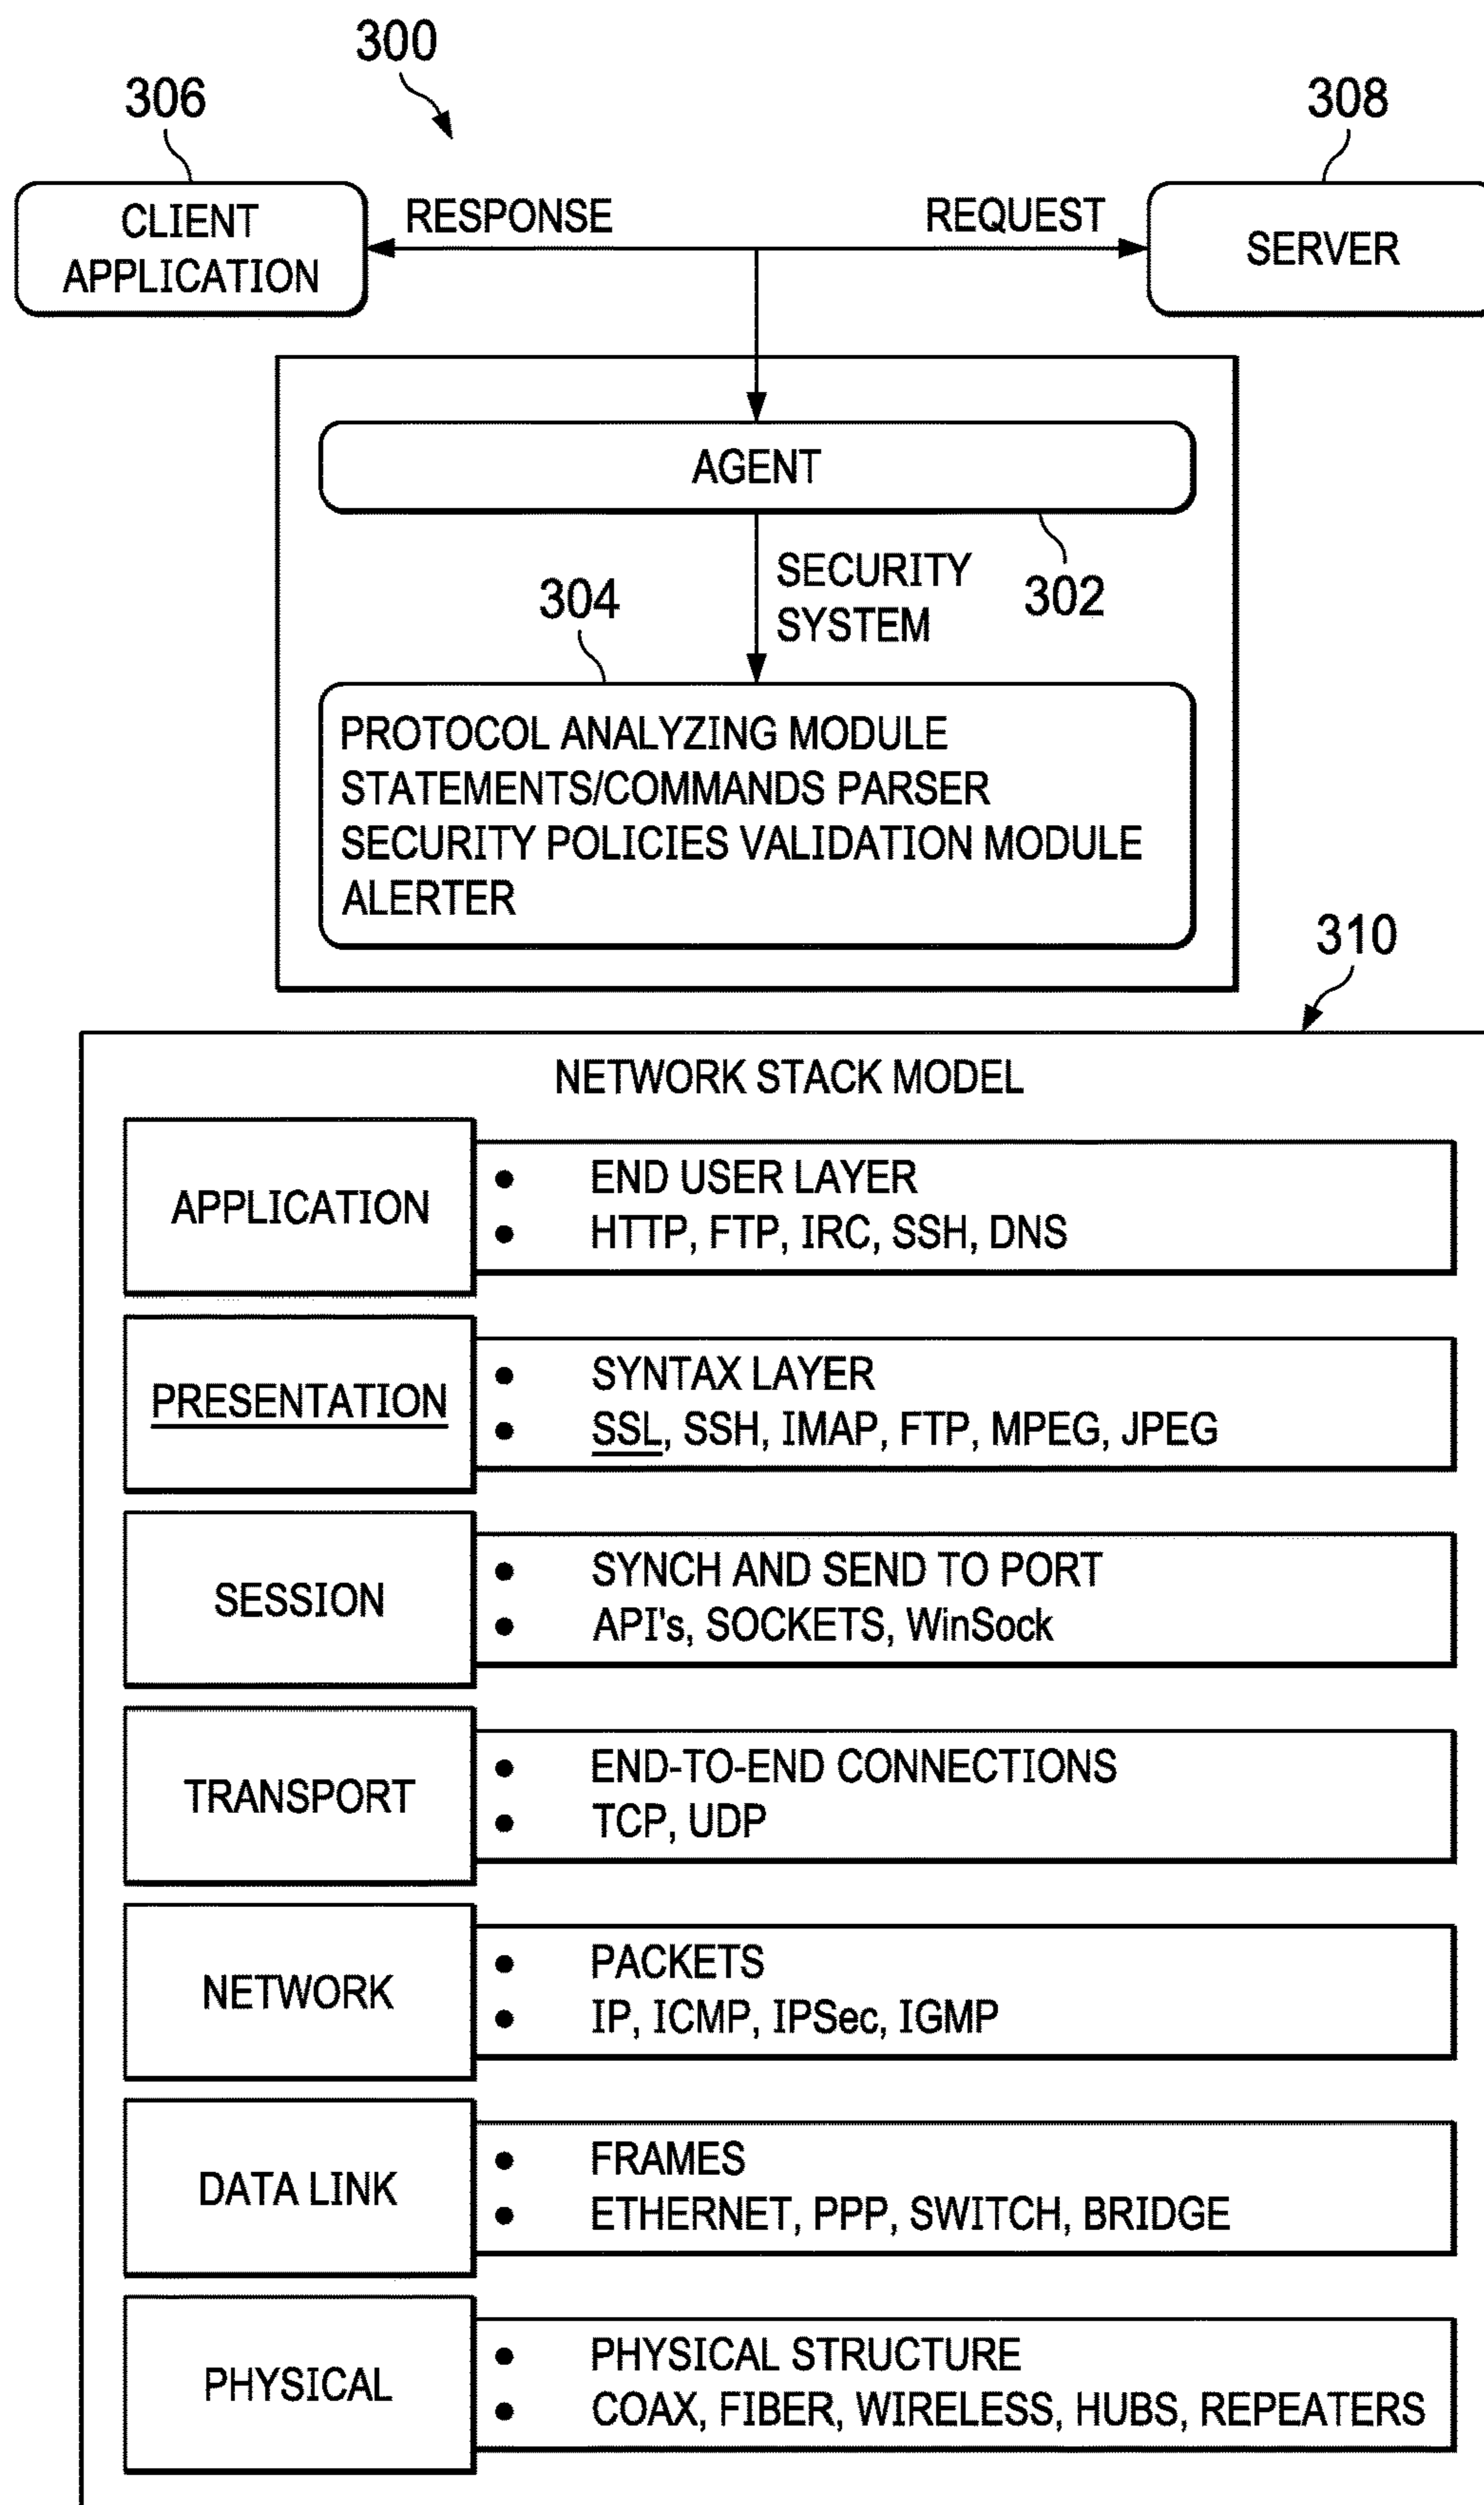 300
306
308
CLIENT
APPLICATION
RESPONSE
REQUEST
SERVER
AGENT
SECURITY
SYSTEM
302
304
PROTOCOL ANALYZING MODULE
STATEMENTS/COMMANDS PARSER
SECURITY POLICIES VALIDATION MODULE
ALERTER
310
NETWORK STACK MODEL
APPLICATION
• END USER LAYER
• HTTP, FTP, IRC, SSH, DNS
PRESENTATION
• SYNTAX LAYER
• SSL, SSH, IMAP, FTP, MPEG, JPEG
SESSION
• SYNCH AND SEND TO PORT
• API's, SOCKETS, WinSock
TRANSPORT
• END-TO-END CONNECTIONS
• TCP, UDP
NETWORK
• PACKETS
• IP, ICMP, IPSec, IGMP
DATA LINK
• FRAMES
• ETHERNET, PPP, SWITCH, BRIDGE
PHYSICAL
• PHYSICAL STRUCTURE
• COAX, FIBER, WIRELESS, HUBS, REPEATERS